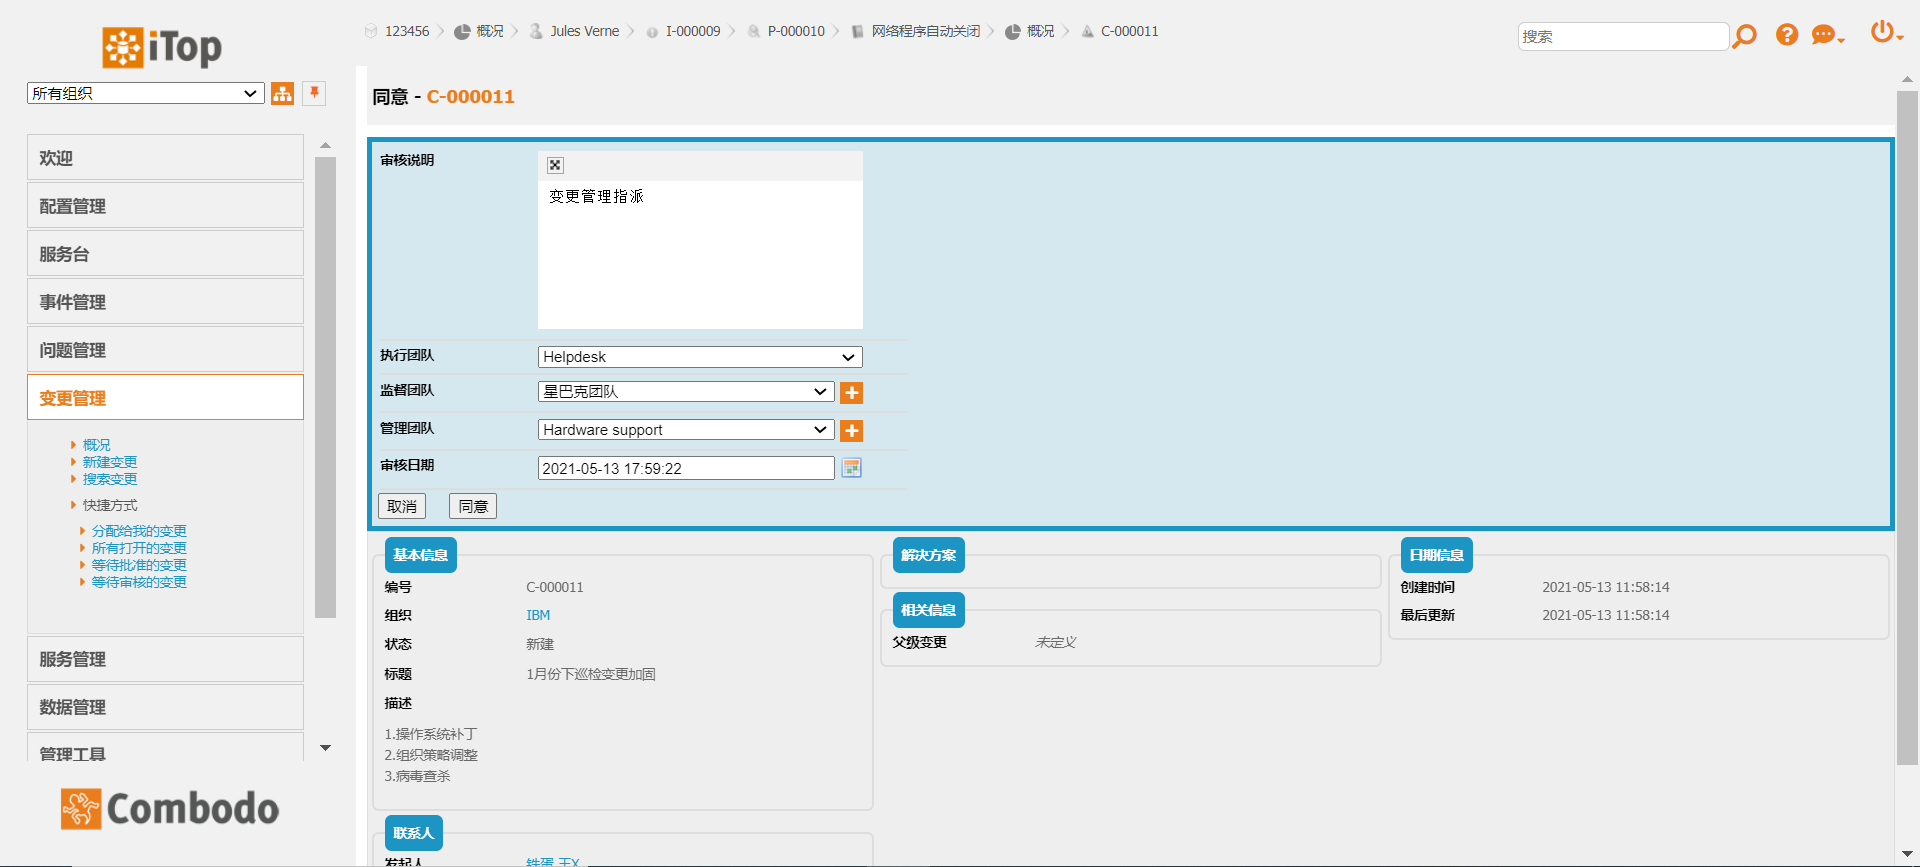 iTop
所有组织
欢迎
配置管理
服务台
事件管理
问题管理
变更管理
概况
新建变更
搜索变更
快捷方式
分配给我的变更
所有打开的变更
等待批准的变更
等待审核的变更
服务管理
数据管理
管理工具
Combodo
123456 概况 Jules Verne I-000009 P-000010 网络程序自动关闭 概况 C-000011
搜索
同意 - C-000011
审核说明
变更管理指派
执行团队 Helpdesk
监督团队 星巴克团队
管理团队 Hardware support
审核日期 2021-05-13 17:59:22
取消 同意
基本信息
编号 C-000011
组织 IBM
状态 新建
标题 1月份下巡检变更加固
描述
1.操作系统补丁
2.组织策略调整
3.病毒查杀
联系人
发起人 铁蛋 王X
解决方案
相关信息
父级变更 未定义
日期信息
创建时间 2021-05-13 11:58:14
最后更新 2021-05-13 11:58:14